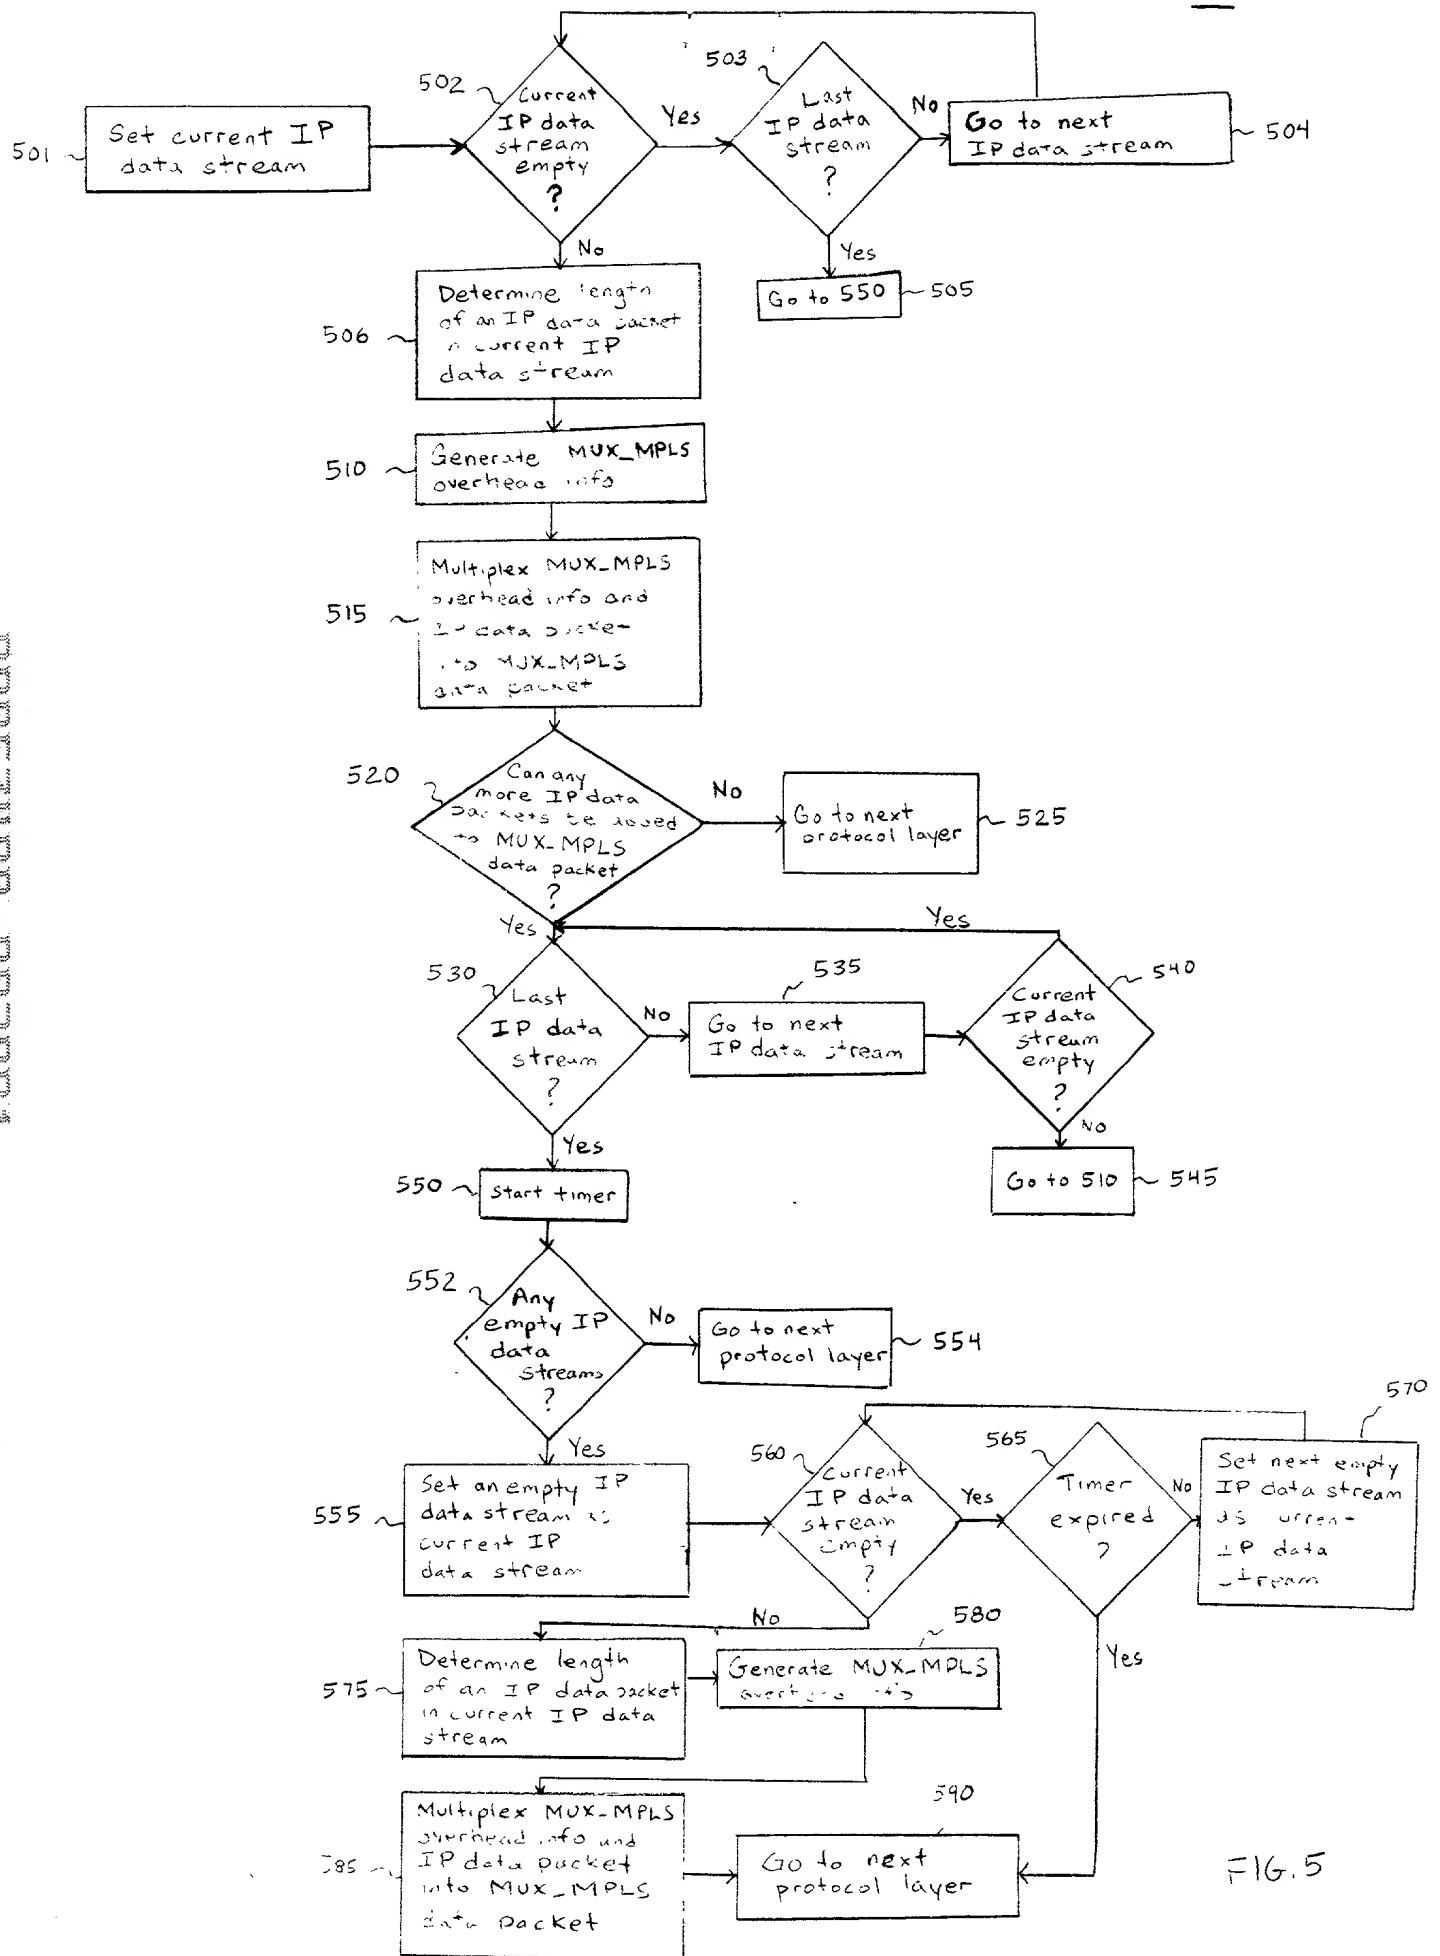 501
Set current IP
data stream
502
Current
IP data
stream
empty
?
Yes
503
Last
IP data
stream
?
No
Go to next
IP data stream
504
No
Yes
Go to 550
505
506
Determine length
of an IP data packet
current IP
data stream
510
Generate MUX_MPLS
overhead info
515
Multiplex MUX_MPLS
overhead info and
data
MUX_MPLS
data packet
520
Can any
more IP data
packets be
to MUX_MPLS
data packet
?
No
Go to next
protocol layer
525
Yes
Yes
530
Last
IP data
stream
?
No
535
Go to next
IP data stream
540
Current
IP data
stream
empty
?
Yes
No
550
Start timer
Go to 510
545
552
Any
empty IP
data
streams
?
No
Go to next
protocol layer
554
Yes
555
Set an empty IP
data stream as
current IP
data stream
560
Current
IP data
stream
empty
?
Yes
565
Timer
expired
?
No
570
Set next empty
IP data stream
as
IP data
stream
No
Yes
575
Determine length
of an IP data packet
in current IP data
stream
580
Generate MUX_MPLS
585
Multiplex MUX_MPLS
overhead info and
IP data packet
into MUX_MPLS
data packet
590
Go to next
protocol layer
FIG. 5